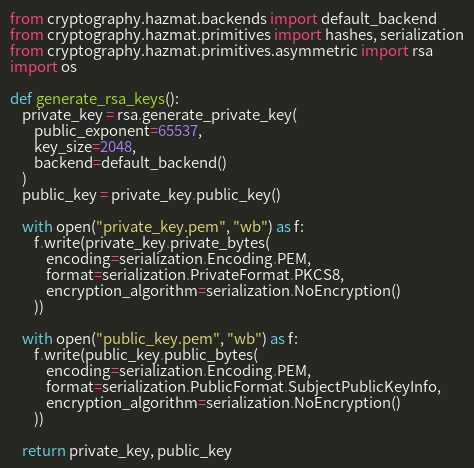 from cryptography.hazmat.backends import default_backend
from cryptography.hazmat.primitives import hashes, serialization
from cryptography.hazmat.primitives.asymmetric import rsa
import os

def generate_rsa_keys():
    private_key = rsa.generate_private_key(
        public_exponent=65537,
        key_size=2048,
        backend=default_backend()
    )
    public_key = private_key.public_key()

    with open("private_key.pem", "wb") as f:
        f.write(private_key.private_bytes(
            encoding=serialization.Encoding.PEM,
            format=serialization.PrivateFormat.PKCS8,
            encryption_algorithm=serialization.NoEncryption()
        ))

    with open("public_key.pem", "wb") as f:
        f.write(public_key.public_bytes(
            encoding=serialization.Encoding.PEM,
            format=serialization.PublicFormat.SubjectPublicKeyInfo,
            encryption_algorithm=serialization.NoEncryption()
        ))

    return private_key, public_key